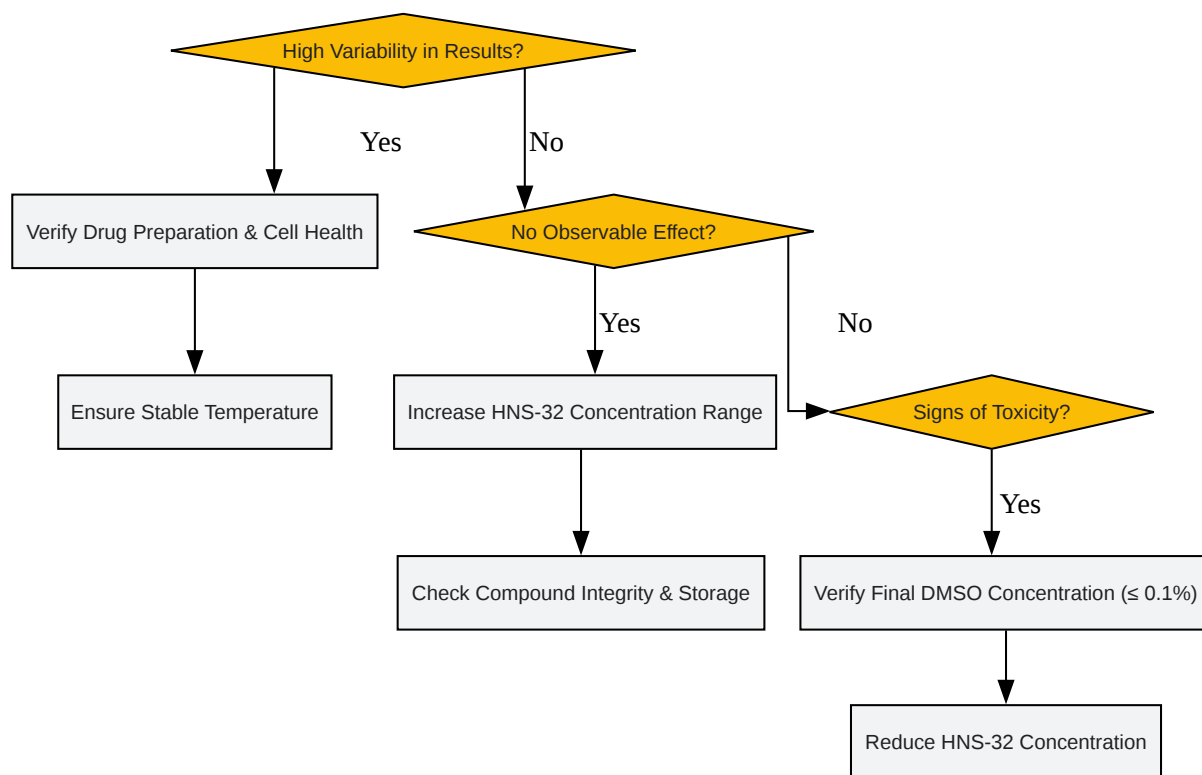 High Variability in Results?
Yes
No
Verify Drug Preparation & Cell Health
No Observable Effect?
Yes
No
Ensure Stable Temperature
Increase HNS-32 Concentration Range
Signs of Toxicity?
Yes
Check Compound Integrity & Storage
Verify Final DMSO Concentration (≤ 0.1%)
Reduce HNS-32 Concentration